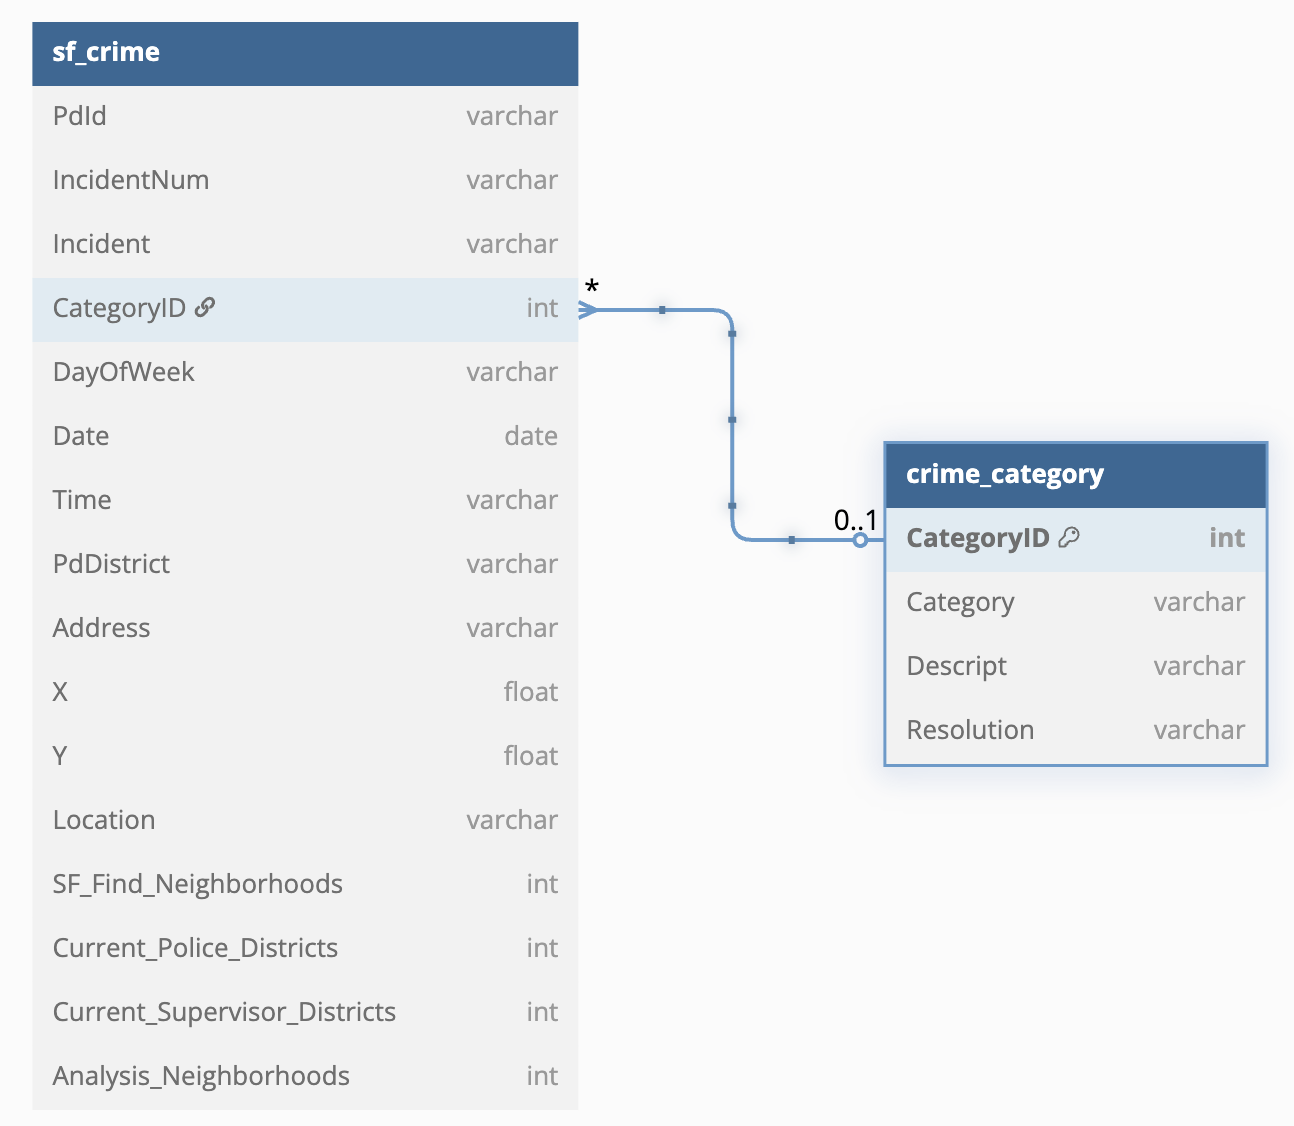 sf_crime
PdId varchar
IncidentNum varchar
Incident varchar
CategoryID int
DayOfWeek varchar
Date date
Time varchar
PdDistrict varchar
Address varchar
X float
Y float
Location varchar
SF_Find_Neighborhoods int
Current_Police_Districts int
Current_Supervisor_Districts int
Analysis_Neighborhoods int
*
0..1
crime_category
CategoryID int
Category varchar
Descript varchar
Resolution varchar